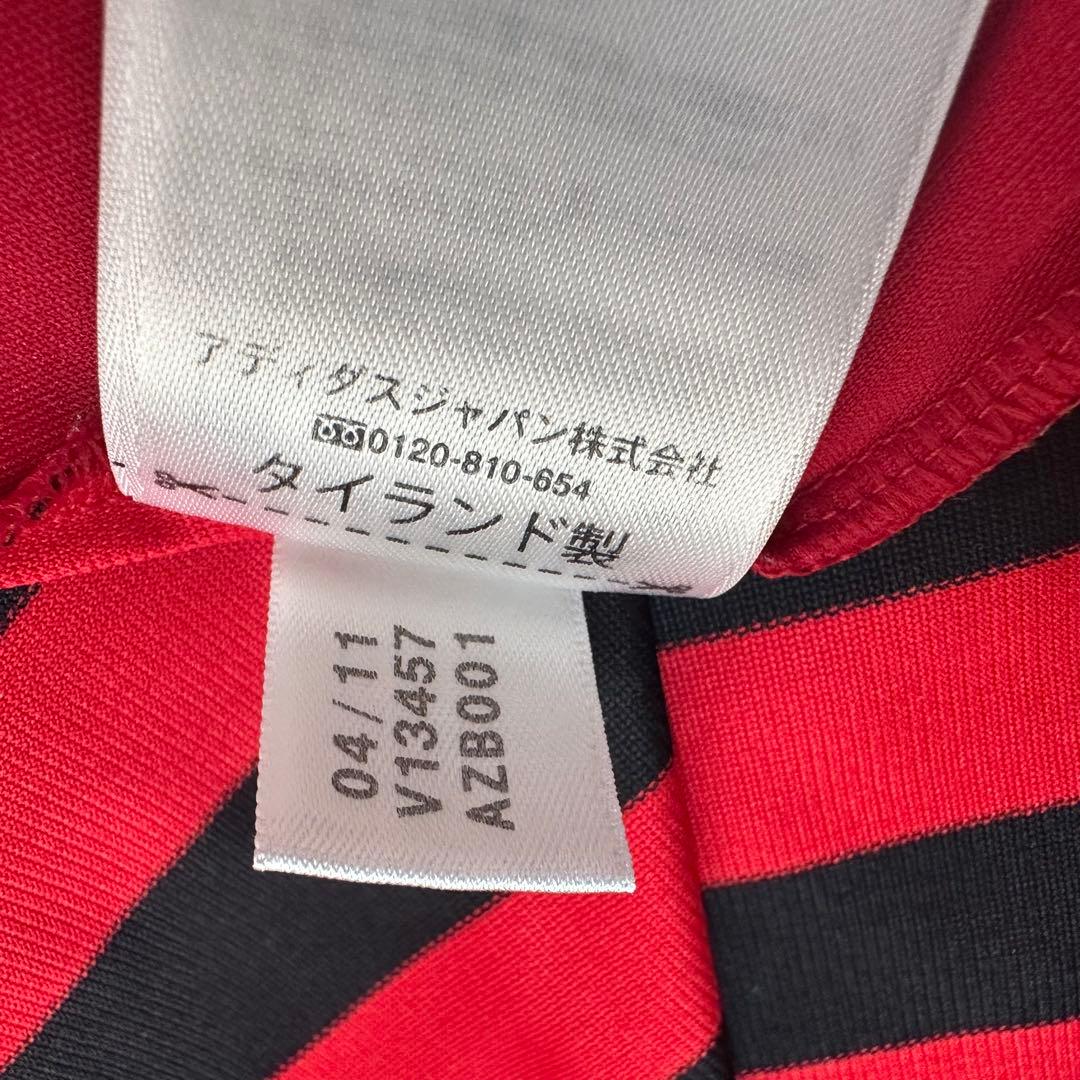 アディダスジャパン株式会社
0120-810-654
タイランド製
04/11
V13457
AZB001